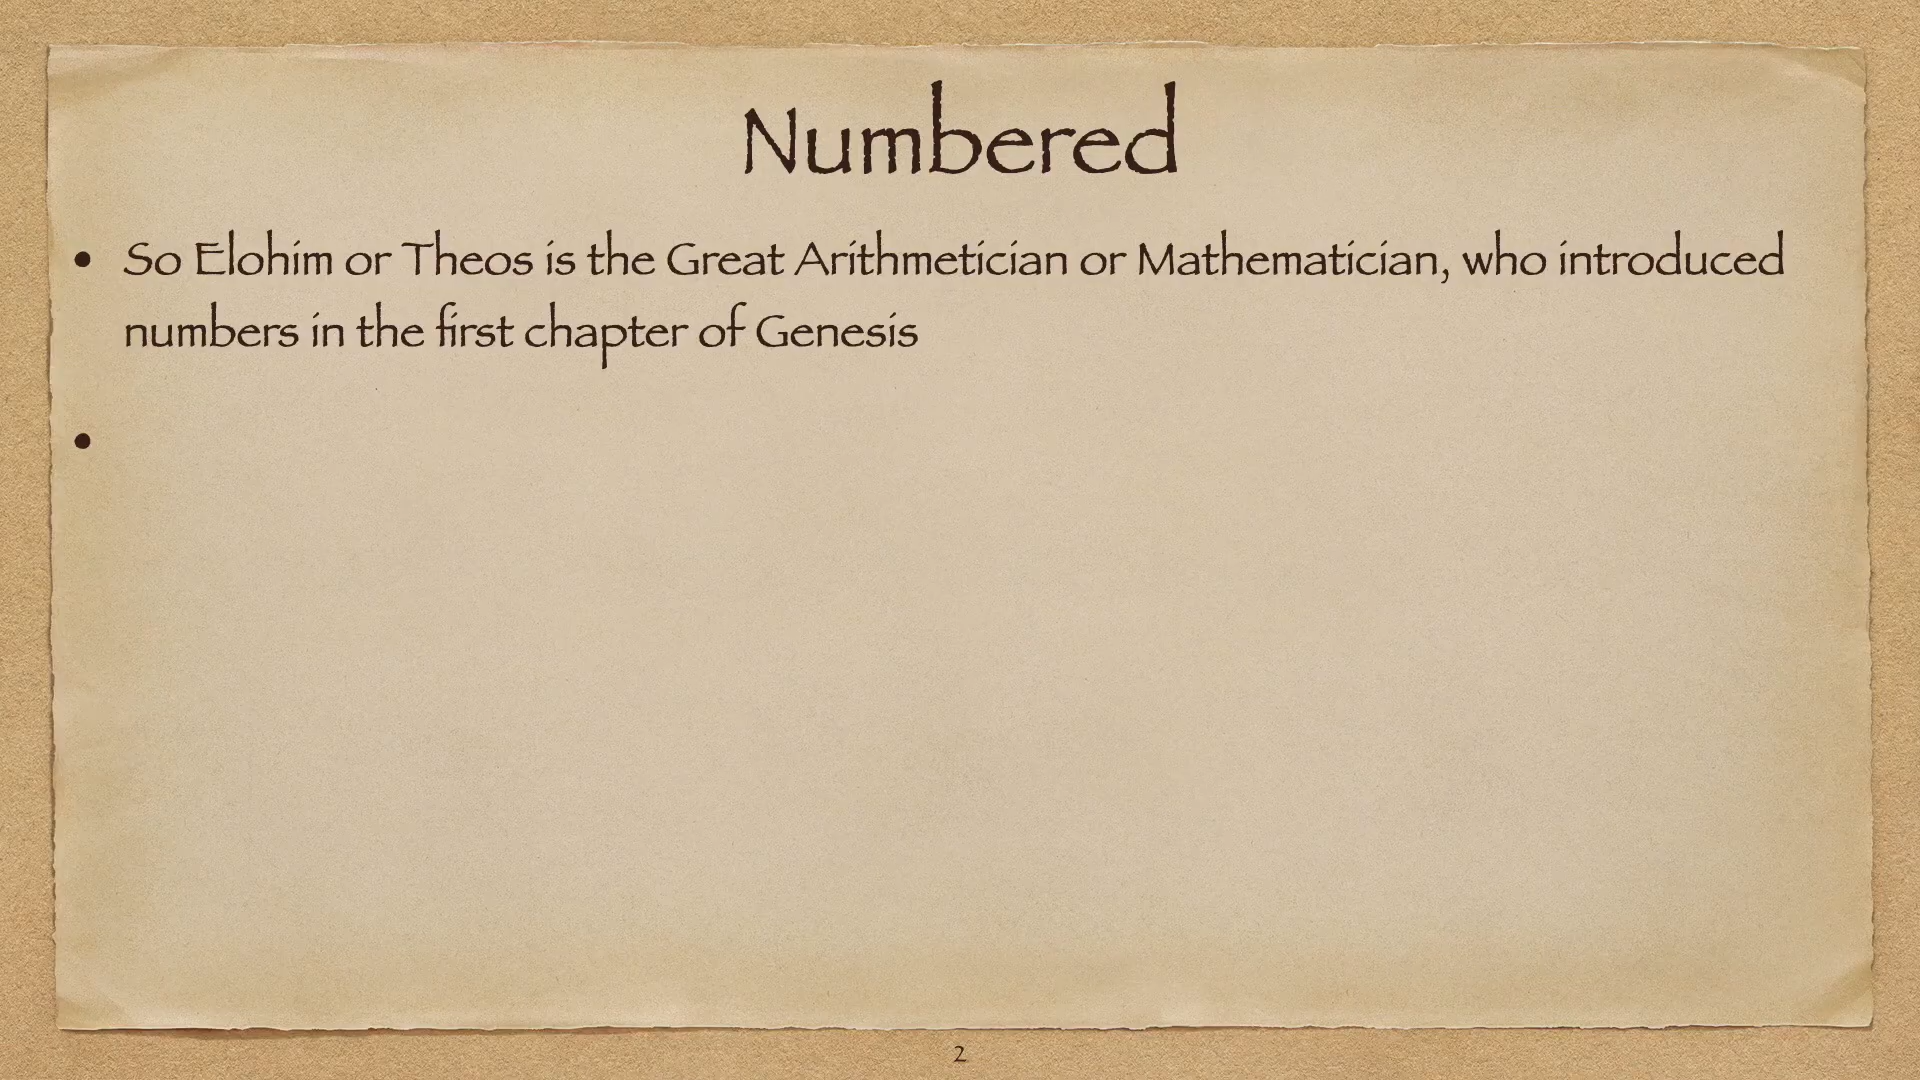 Numbered
• So Elohim or Theos is the Great Arithmetician or Mathematician, who introduced
numbers in the first chapter of Genesis
•
2